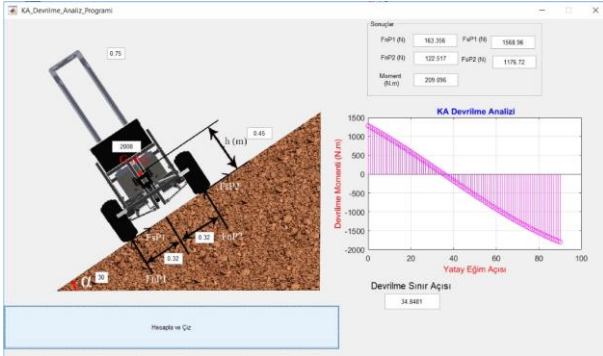 KA_Devrilme_Analiz_Programi
Sonuçlar
FnP1 (N) 163.356 FsP1 (N) 1568.96
FnP2 (N) 122.517 FsP2 (N) 1176.72
Moment (N.m) 209.096
0.75
2008
h (m)
0.45
FsP2
FsP1
0.32
FnP2
0.32
α 30
FnP1
Hesapla ve Çiz
KA Devrilme Analizi
Devrilme Momenti (N.m)
1500
1000
500
0
-500
-1000
-1500
-2000
0 20 40 60 80 100
Yatay Eğim Açısı
Devrilme Sınır Açısı
34.8481